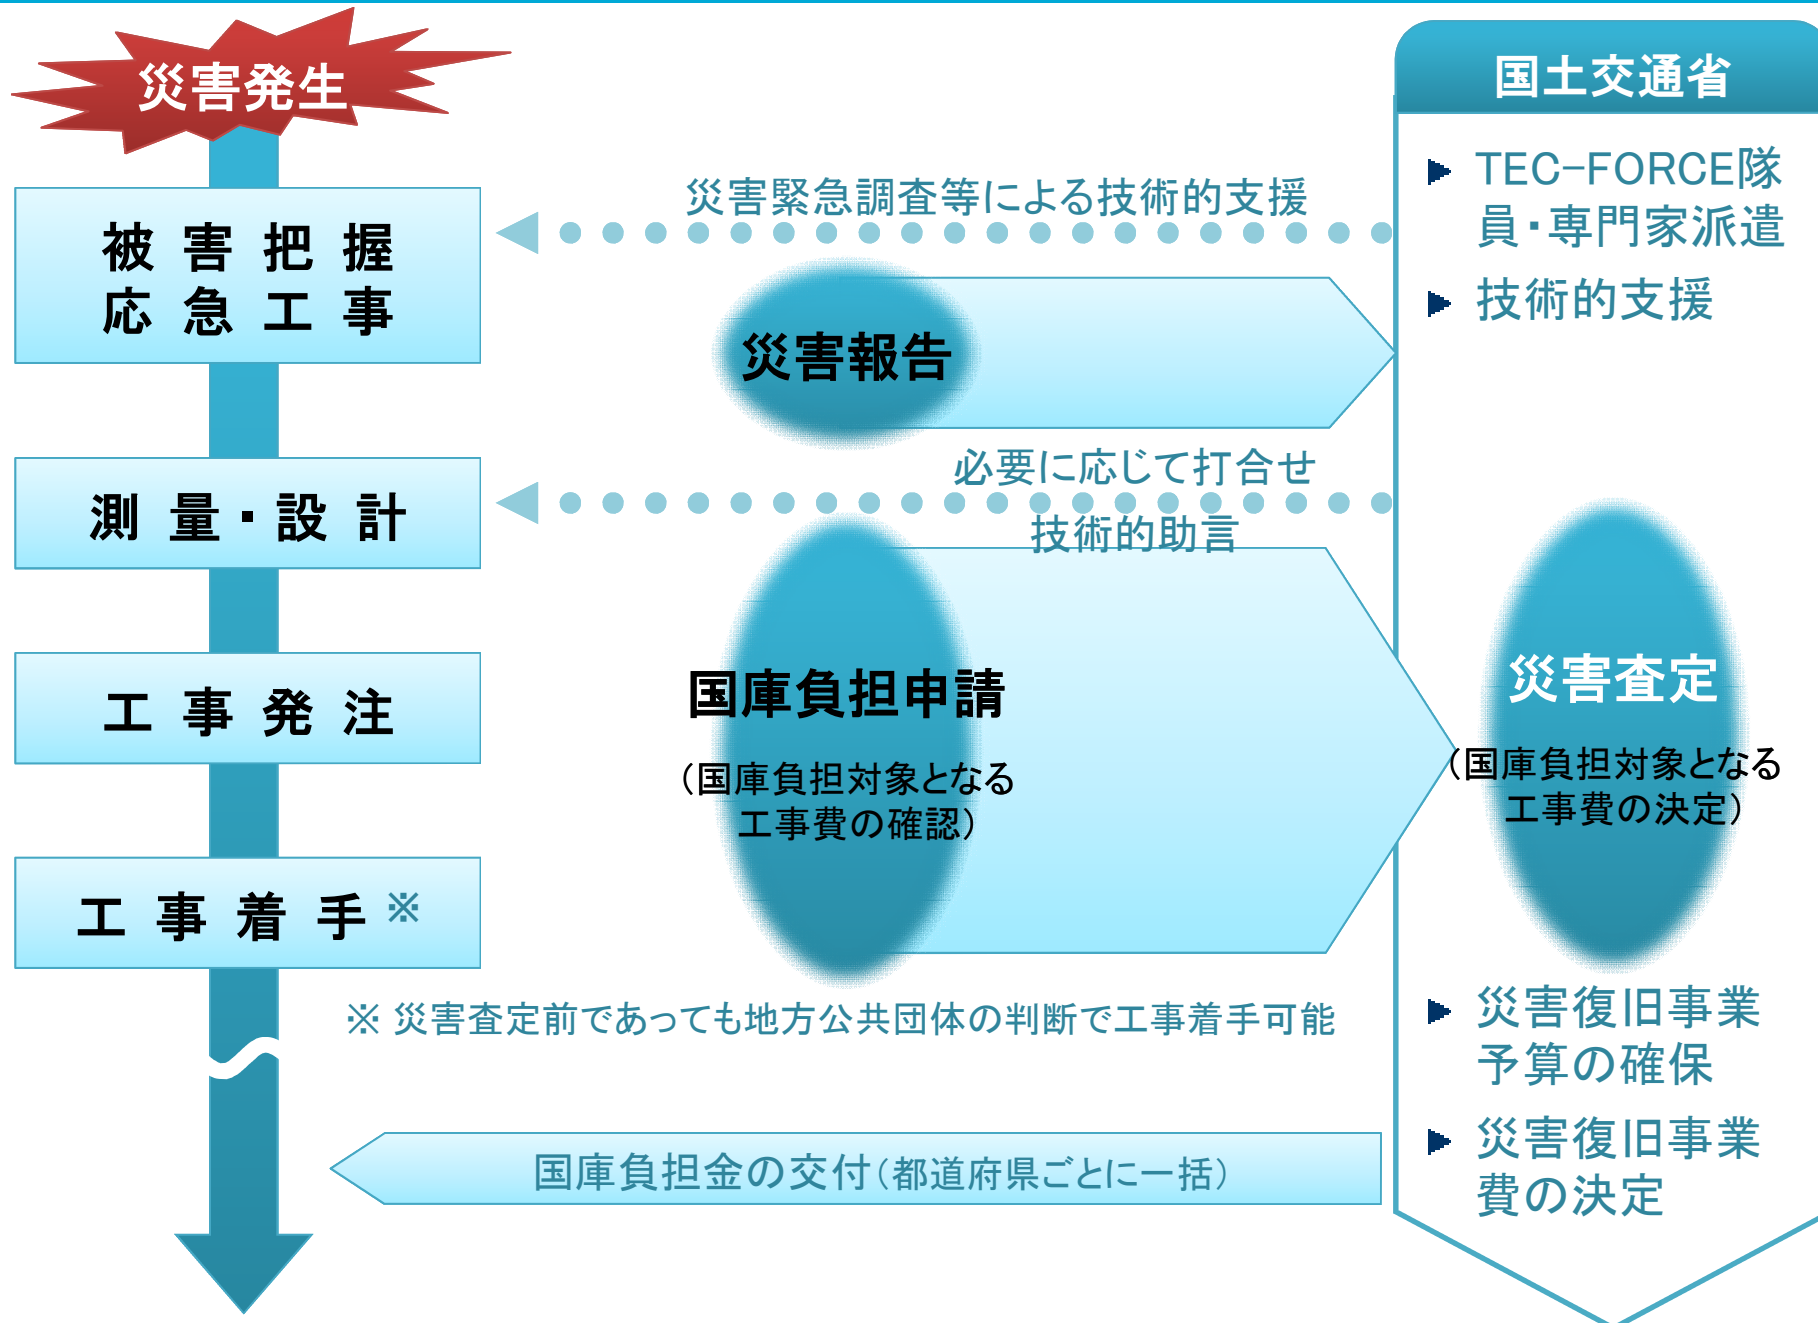 災害発生
国土交通省
被害把握
応急工事
災害緊急調査等による技術的支援
TEC-FORCE隊
員・専門家派遣
技術的支援
災害報告
測量・設計
必要に応じて打合せ
技術的助言
工事発注
国庫負担申請
(国庫負担対象となる
工事費の確認)
災害査定
(国庫負担対象となる
工事費の決定)
工事着手※
※ 災害査定前であっても地方公共団体の判断で工事着手可能
災害復旧事業
予算の確保
災害復旧事業
費の決定
国庫負担金の交付(都道府県ごとに一括)